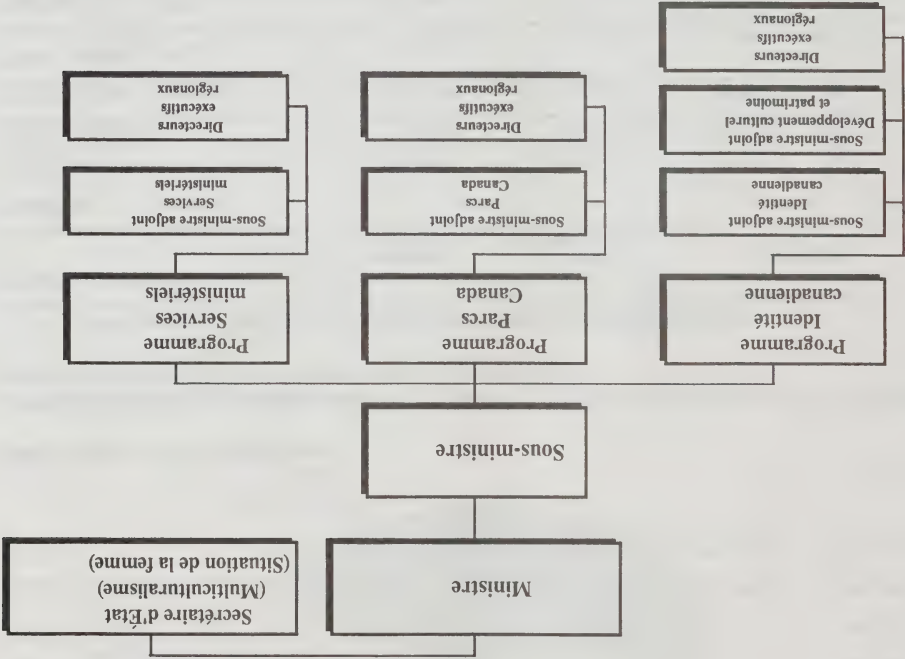 Ministre
Secrétaire d'État
(Multiculturalisme)
(Situation de la femme)
Sous-ministre
Programme
Identité
canadienne
Programme
Parcs
Canada
Programme
Services
ministériels
Sous-ministre adjoint
Identité
canadienne
Sous-ministre adjoint
Développement culturel
et patrimoine
Directeurs
exécutifs
régionaux
Sous-ministre adjoint
Parcs
Canada
Directeurs
exécutifs
régionaux
Sous-ministre adjoint
Services
ministériels
Directeurs
exécutifs
régionaux